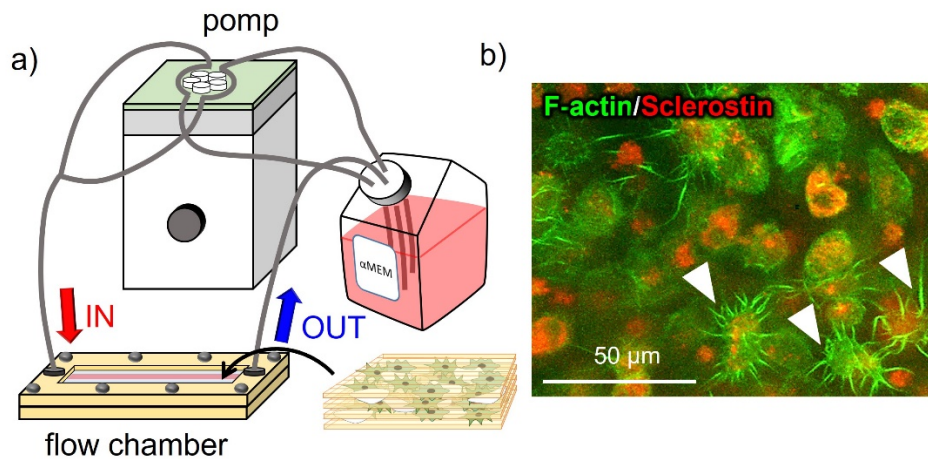 a)
pomp
αMEM
IN
OUT
flow chamber
b)
F-actin/Sclerostin
50 μm